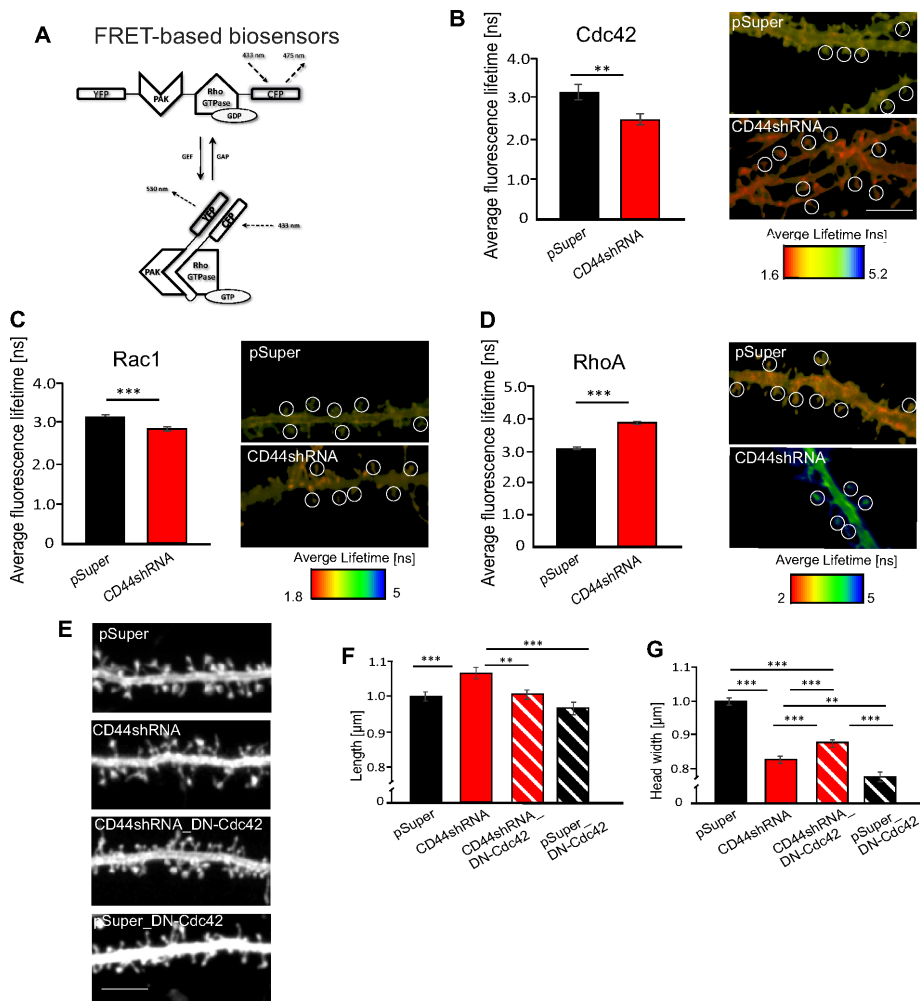 A
FRET-based biosensors
433 nm
475 nm
YFP
PAK
Rho
GTPase
CFP
GDP
GEF
GAP
530 nm
YFP
CFP
433 nm
PAK
Rho
GTPase
GTP
B
Cdc42
Average fluorescence lifetime [ns]
**
4.0
3.0
2.0
1.0
0
pSuper
CD44shRNA
pSuper
CD44shRNA
Averge Lifetime [ns]
1.6
5.2
C
Rac1
Average fluorescence lifetime [ns]
***
4.0
3.0
2.0
1.0
0
pSuper
CD44shRNA
pSuper
CD44shRNA
Averge Lifetime [ns]
1.8
5
D
RhoA
Average fluorescence lifetime [ns]
***
5.0
4.0
3.0
2.0
1.0
0
pSuper
CD44shRNA
pSuper
CD44shRNA
Averge Lifetime [ns]
2
5
E
pSuper
CD44shRNA
CD44shRNA_DN-Cdc42
pSuper_DN-Cdc42
F
Length [µm]
***
***
**
1.1
1.0
0.9
0.8
0
pSuper
CD44shRNA
CD44shRNA_
DN-Cdc42
pSuper_
DN-Cdc42
G
Head width [µm]
***
***
***
**
***
***
1.1
1.0
0.9
0.8
0
pSuper
CD44shRNA
CD44shRNA_
DN-Cdc42
pSuper_
DN-Cdc42